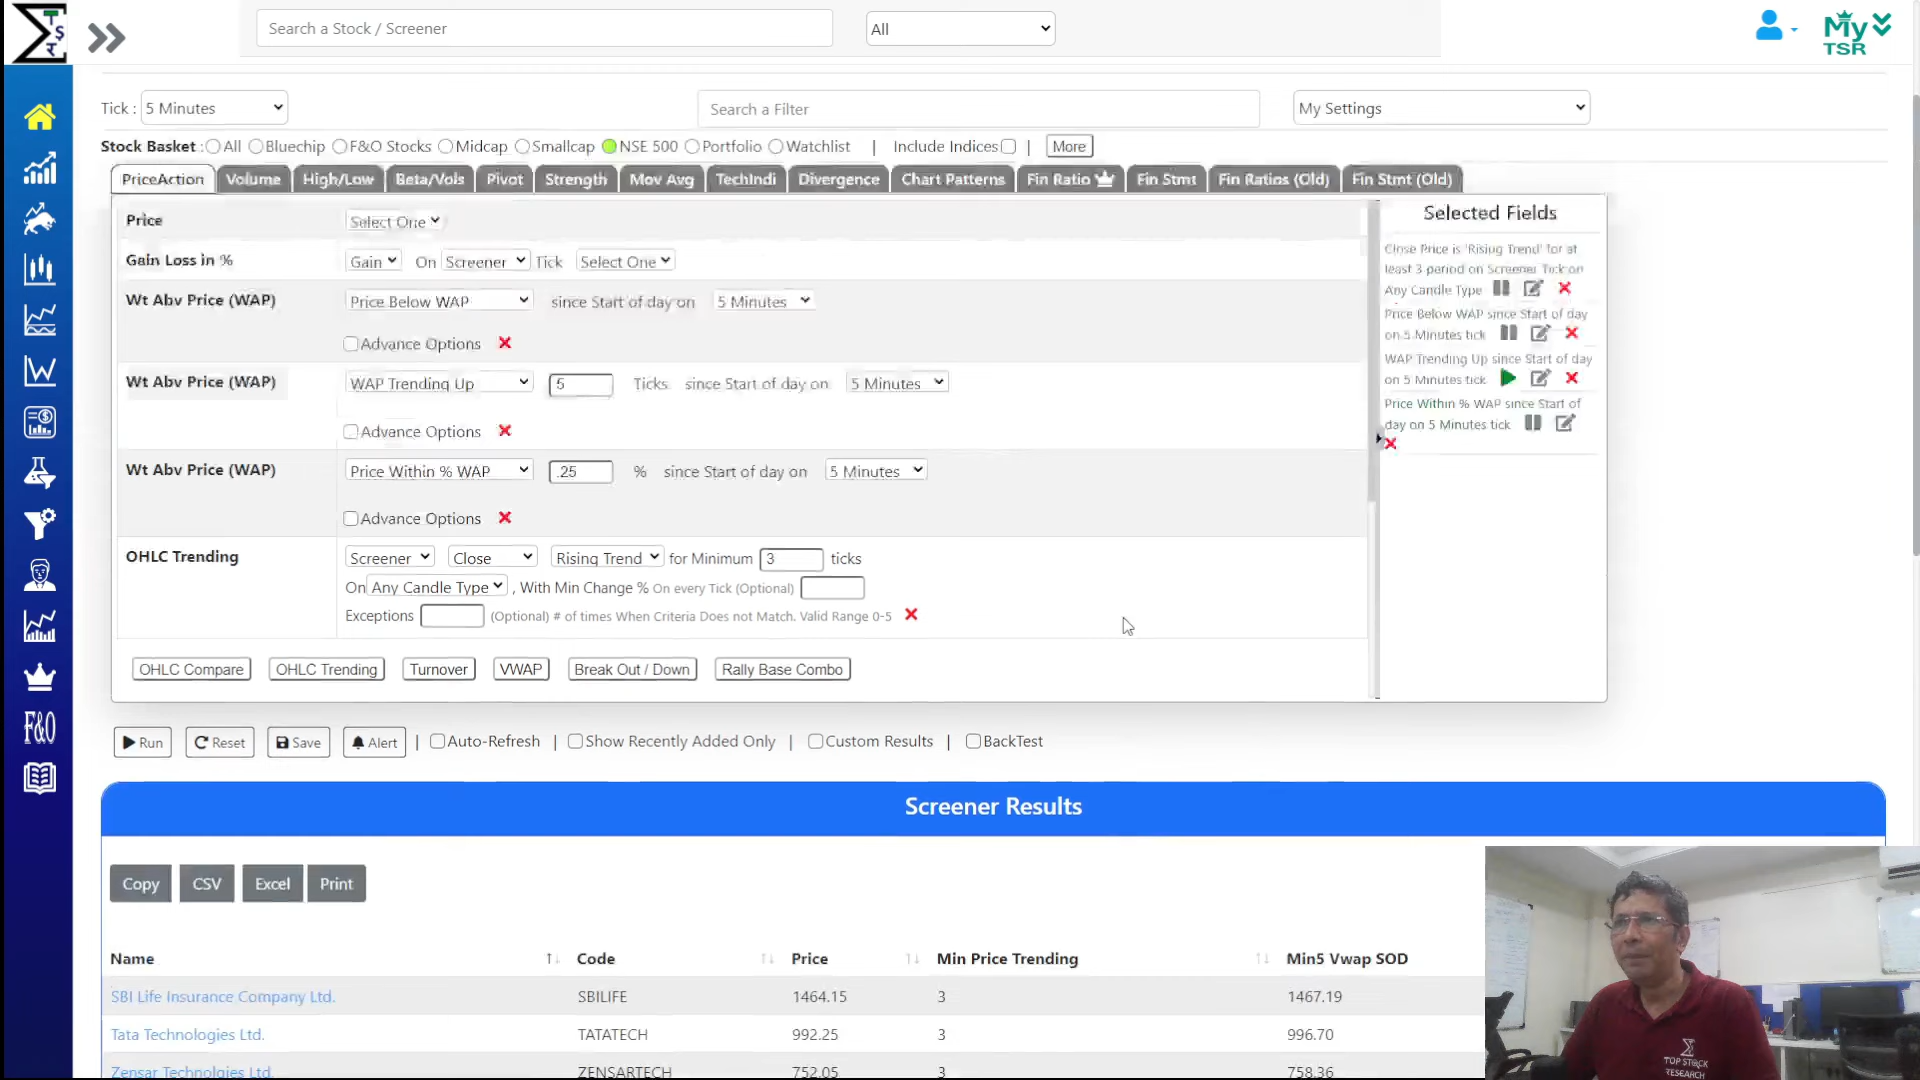 Search a Stock / Screener
All
My
TSR
Tick : 5 Minutes
Search a Filter
My Settings
Stock Basket : All Bluechip F&O Stocks Midcap Smallcap NSE 500 Portfolio Watchlist | Include Indices | More
PriceAction Volume High/Low Beta/Vols Pivot Strength Mov Avg TechIndi Divergence Chart Patterns Fin Ratio Fin Stmt Fin Ratios (Old) Fin Stmt (Old)
Price Select One
Gain Loss in % Gain On Screener Tick Select One
Wt Abv Price (WAP) Price Below WAP since Start of day on 5 Minutes
Advance Options
Wt Abv Price (WAP) WAP Trending Up 5 Ticks since Start of day on 5 Minutes
Advance Options
Wt Abv Price (WAP) Price Within % WAP .25 % since Start of day on 5 Minutes
Advance Options
OHLC Trending Screener Close Rising Trend for Minimum 3 ticks
On Any Candle Type , With Min Change % On every Tick (Optional)
Exceptions (Optional) # of times When Criteria Does not Match. Valid Range 0-5
OHLC Compare OHLC Trending Turnover VWAP Break Out / Down Rally Base Combo
Selected Fields
Close Price is 'Rising Trend' for at
least 3 period on Screener Tick on
Any Candle Type
Price Below WAP since Start of day
on 5 Minutes tick
WAP Trending Up since Start of day
on 5 Minutes tick
Price Within % WAP since Start of
day on 5 Minutes tick
Run Reset Save Alert | Auto-Refresh | Show Recently Added Only | Custom Results | BackTest
Screener Results
Copy CSV Excel Print
Name Code Price Min Price Trending Min5 Vwap SOD
SBI Life Insurance Company Ltd. SBILIFE 1464.15 3 1467.19
Tata Technologies Ltd. TATATECH 992.25 3 996.70
Zensar Technolgies Ltd. ZENSARTECH 752.05 3 758.36
F&O
TOP STOCK
RESEARCH